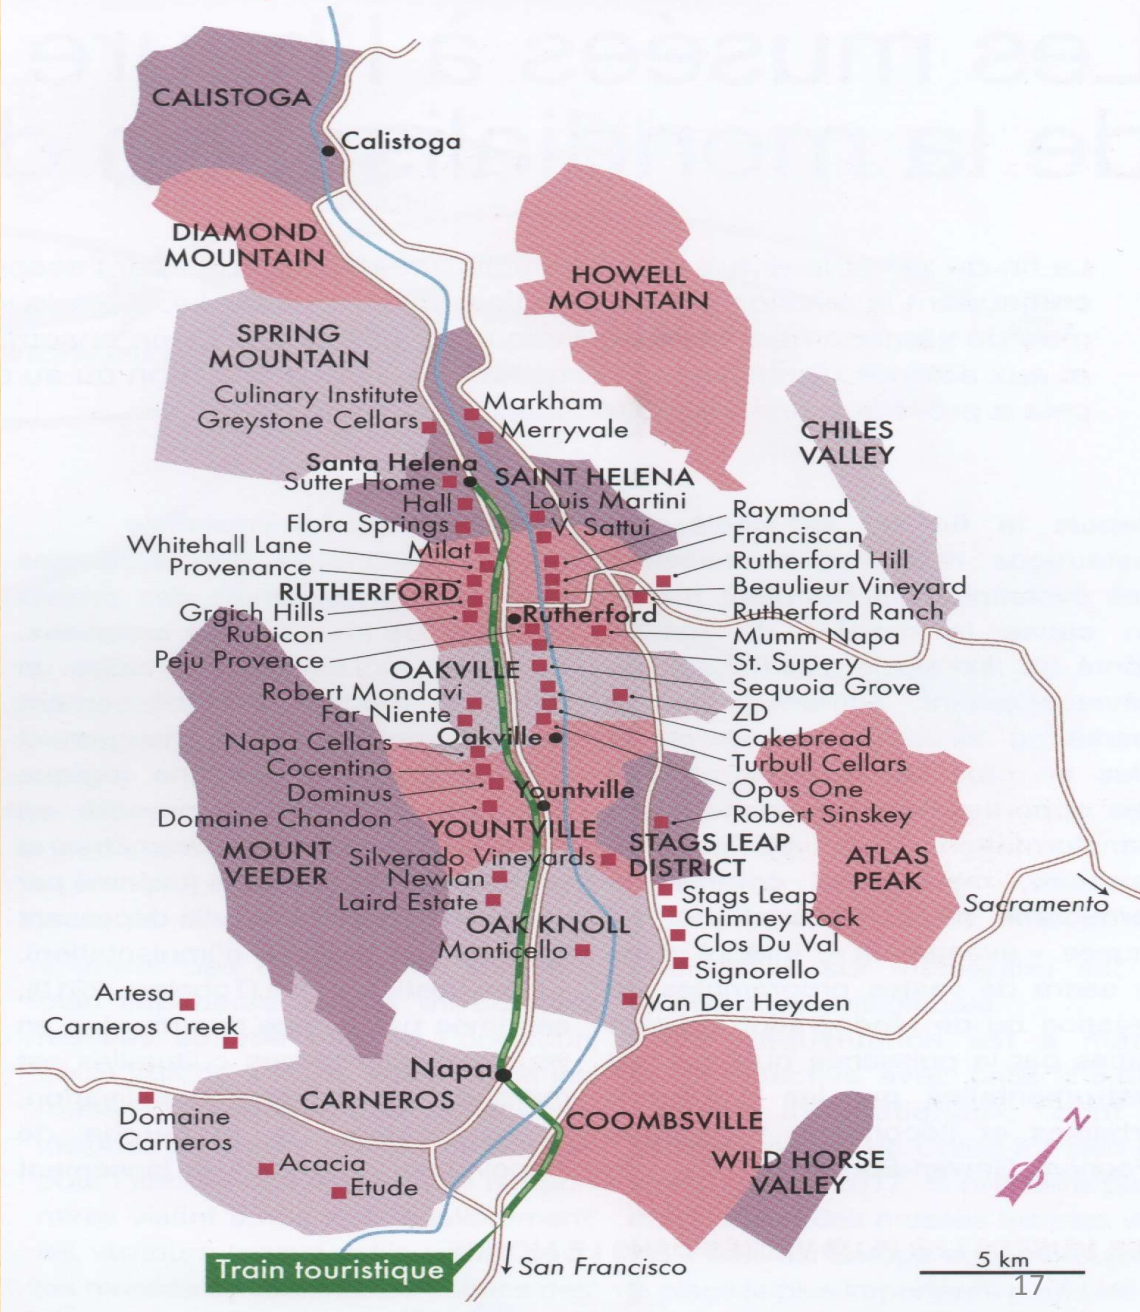 CALISTOGA
Calistoga
DIAMOND
MOUNTAIN
HOWELL
MOUNTAIN
SPRING
MOUNTAIN
Culinary Institute
Greystone Cellars
Markham
Merryvale
CHILES
VALLEY
Santa Helena
SAINT HELENA
Sutter Home
Hall
Flora Springs
Milat
Whitehall Lane
Provenance
RUTHERFORD
Grgich Hills
Rubicon
Peju Provence
Louis Martini
V. Sattui
Raymond
Franciscan
Rutherford Hill
Beaulieur Vineyard
Rutherford Ranch
Rutherford
Mumm Napa
St. Supery
Sequoia Grove
ZD
Cakebread
Turbull Cellars
Opus One
Robert Sinskey
OAKVILLE
Robert Mondavi
Far Niente
Oakville
Napa Cellars
Cocentino
Dominus
Domaine Chandon
Yountville
YOUNTVILLE
MOUNT
VEEDER
Silverado Vineyards
Newlan
Laird Estate
STAGS LEAP
DISTRICT
ATLAS
PEAK
Sacramento
Stags Leap
Chimney Rock
Clos Du Val
Signorello
Van Der Heyden
OAK KNOLL
Monticello
Artesa
Carneros Creek
Napa
CARNEROS
Domaine
Carneros
Acacia
Etude
COOMBSVILLE
WILD HORSE
VALLEY
N
Train touristique
San Francisco
5 km
17